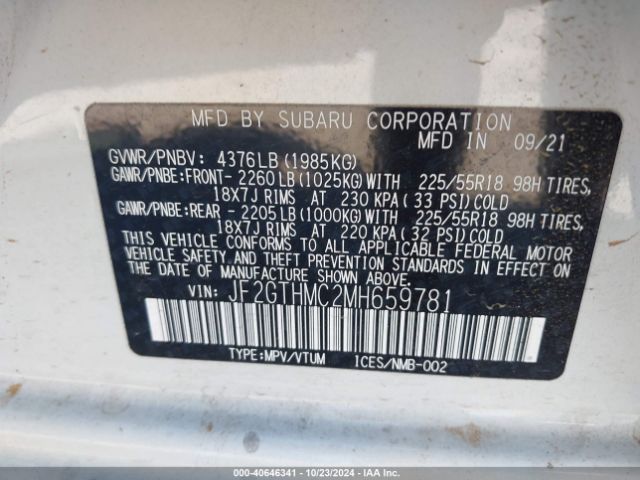 MFD BY SUBARU CORPORATION
MFD IN 09/21
GVWR/PNBV: 4376LB(1985KG)
GAWR/PNBE:FRONT- 2260LB(1025KG)WITH 225/55R18 98H TIRES,
18X7J RIMS AT 230 KPA(33 PSI)COLD
GAWR/PNBE:REAR - 2205LB(1000KG)WITH 225/55R18 98H TIRES,
18X7J RIMS AT 220 KPA(32 PSI)COLD
THIS VEHICLE CONFORMS TO ALL APPLICABLE FEDERAL MOTOR
VEHICLE SAFETY AND THEFT PREVENTION STANDARDS IN EFFECT
ON THE DATE OF MANUFACTURE SHOWN ABOVE.
VIN: JF2GTHMC2MH659781
TYPE:MPV/VTUM ICES/NMB-002
000-40646341 - 10/23/2024 - IAA Inc.